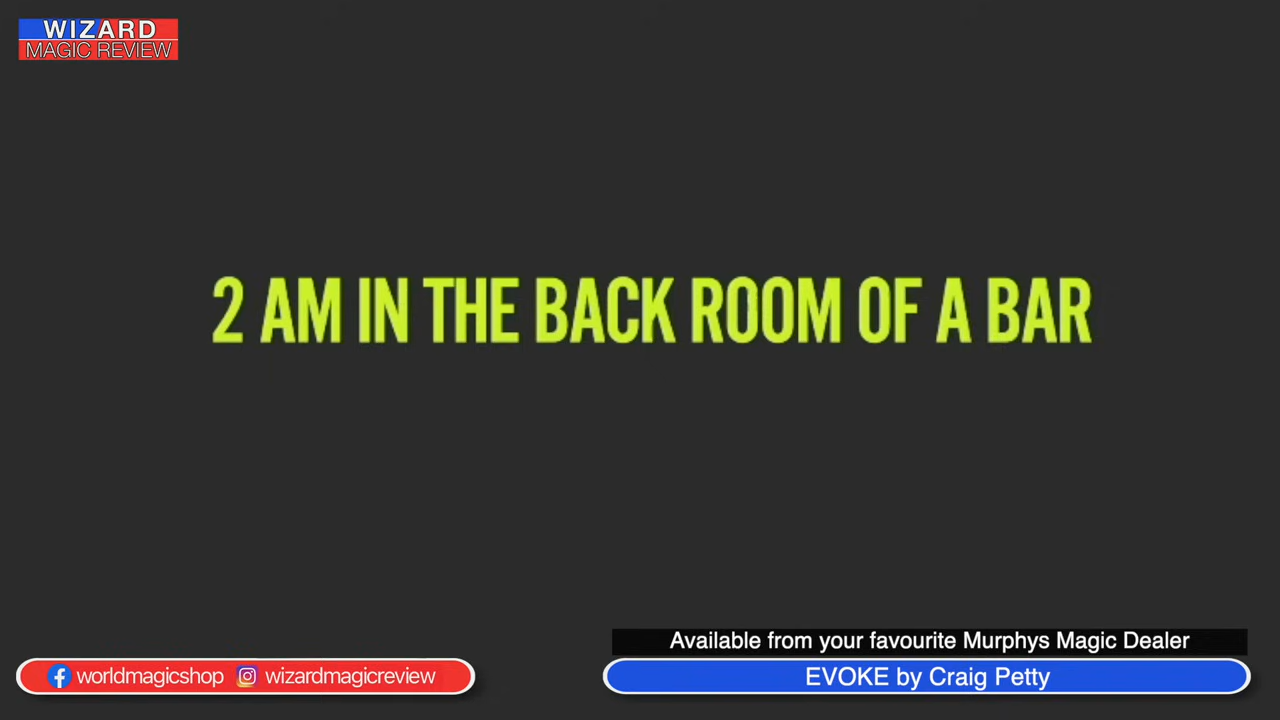 WIZARD
MAGIC REVIEW
2 AM IN THE BACK ROOM OF A BAR
Available from your favourite Murphys Magic Dealer
worldmagicshop wizardmagicreview
EVOKE by Craig Petty